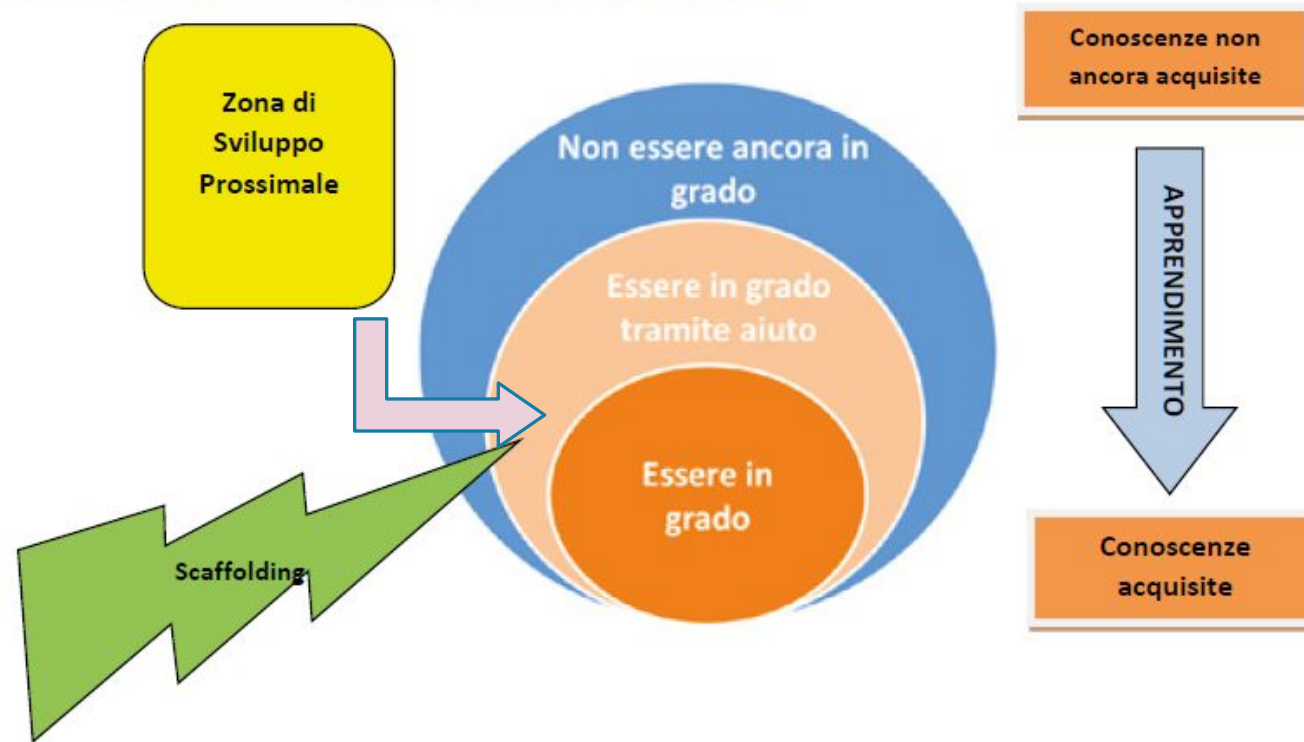 Zona di
Sviluppo
Prossimale
Non essere ancora in
grado
Essere in grado
tramite aiuto
Essere in
grado
Scaffolding
Conoscenze non
ancora acquisite
APPRENDIMENTO
Conoscenze
acquisite